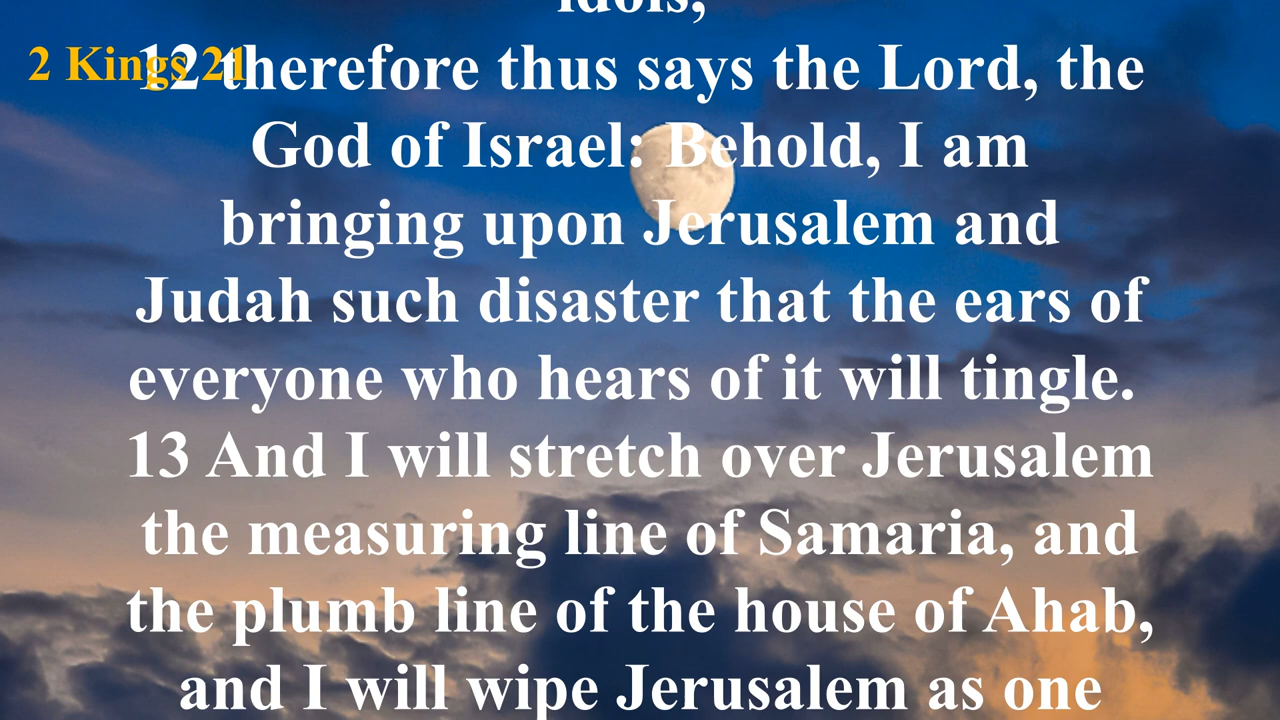 idols,
2 Kings 21
12 therefore thus says the Lord, the
God of Israel: Behold, I am
bringing upon Jerusalem and
Judah such disaster that the ears of
everyone who hears of it will tingle.
13 And I will stretch over Jerusalem
the measuring line of Samaria, and
the plumb line of the house of Ahab,
and I will wipe Jerusalem as one